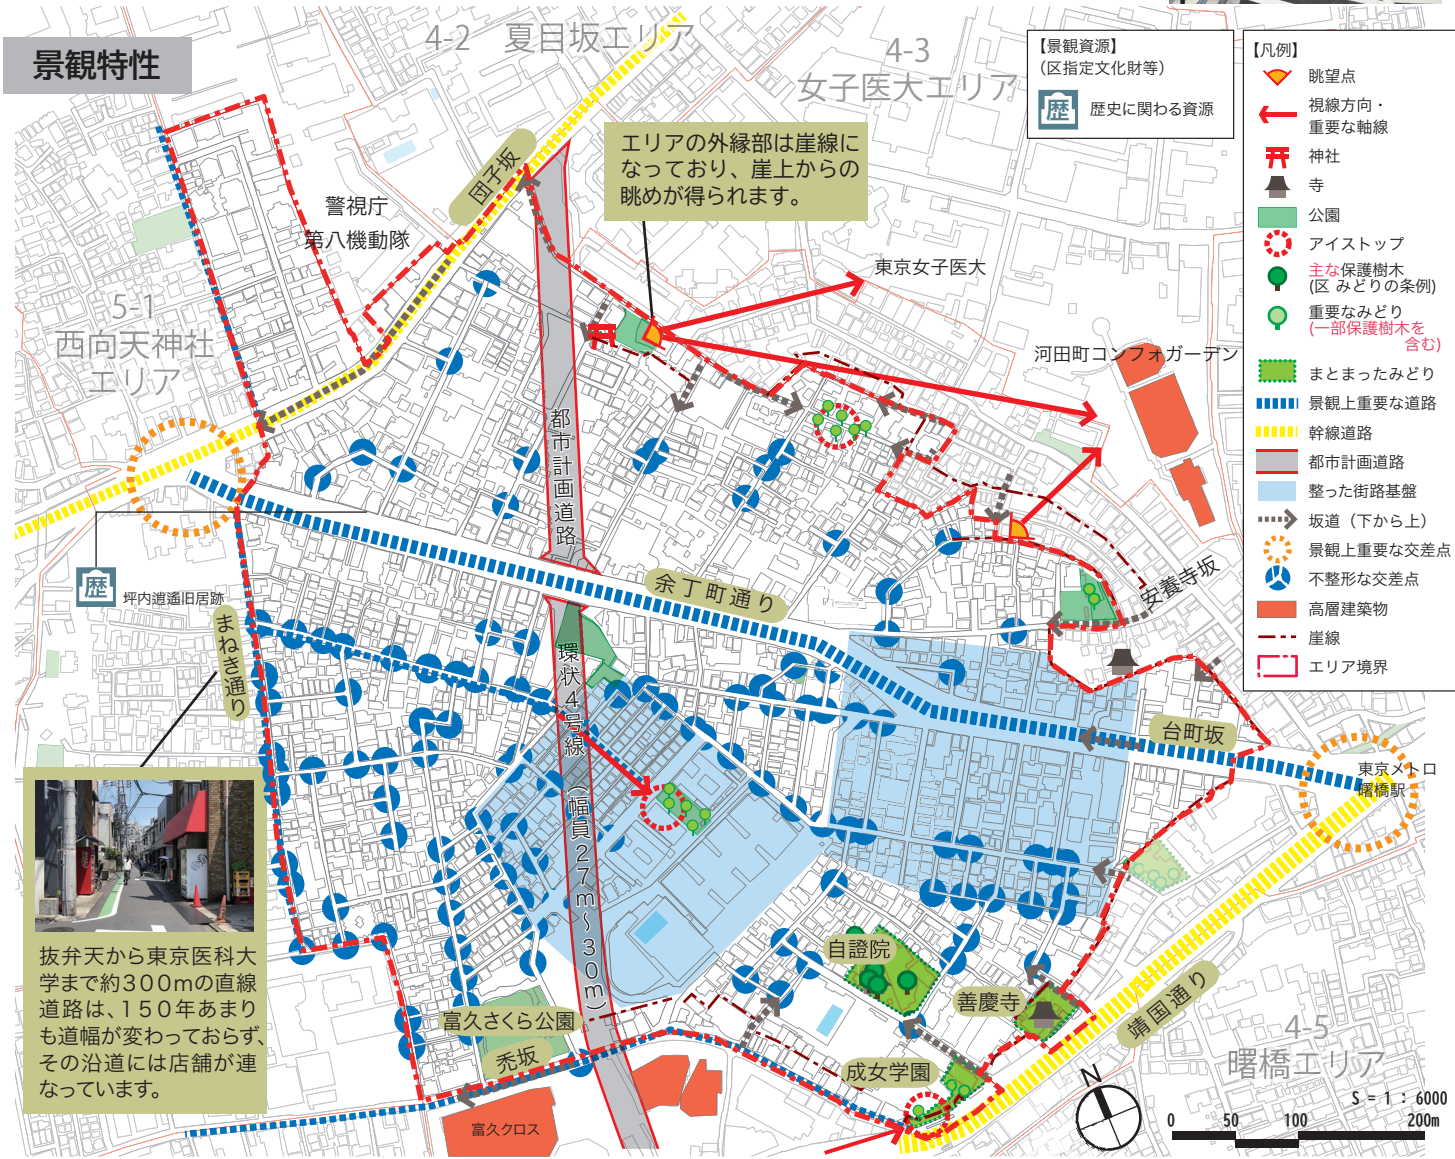 景観特性
4-2 夏目坂エリア
4-3
女子医大エリア
【景観資源】
(区指定文化財等)
歴
歴史に関わる資源
【凡例】
眺望点
視線方向・
重要な軸線
神社
寺
公園
アイストップ
主な保護樹木
(区 みどりの条例)
重要なみどり
(一部保護樹木を
含む)
まとまったみどり
景観上重要な道路
幹線道路
都市計画道路
整った街路基盤
坂道（下から上）
景観上重要な交差点
不整形な交差点
高層建築物
崖線
エリア境界
エリアの外縁部は崖線に
なっており、崖上からの
眺めが得られます。
団子坂
警視庁
第八機動隊
5-1
西向天神社
エリア
東京女子医大
河田町コンフォガーデン
都市計画道路
余丁町通り
安養寺坂
歴
坪内逍遥旧居跡
まねき通り
環状4号線（幅員27m～30m）
台町坂
東京メトロ
曙橋駅
抜弁天から東京医科大
学まで約300mの直線
道路は、150年あまり
も道幅が変わっておらず、
その沿道には店舗が連
なっています。
自證院
善慶寺
靖国通り
富久さくら公園
禿坂
成女学園
4-5
曙橋エリア
富久クロス
N
S = 1 : 6000
0 50 100 200m